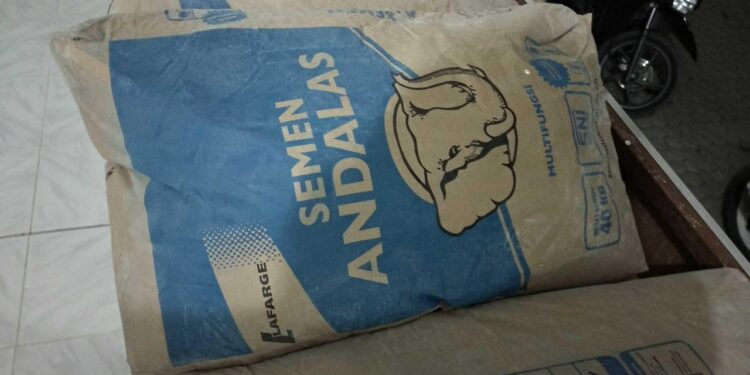 SEMEN
ANDALAS
LAFARGE
MULTIFUNGSI
SNI
40 KG